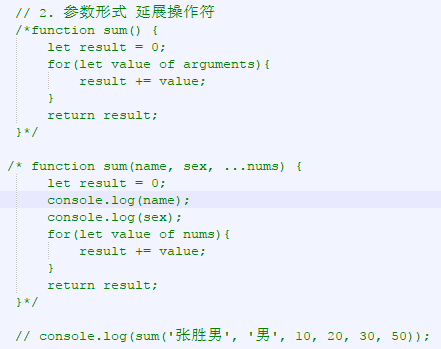 // 2. 参数形式 延展操作符
/*function sum() {
let result = 0;
for(let value of arguments){
result += value;
}
return result;
}*/
/* function sum(name, sex, ...nums) {
let result = 0;
console.log(name);
console.log(sex);
for(let value of nums){
result += value;
}
return result;
}*/
// console.log(sum('张胜男', '男', 10, 20, 30, 50));